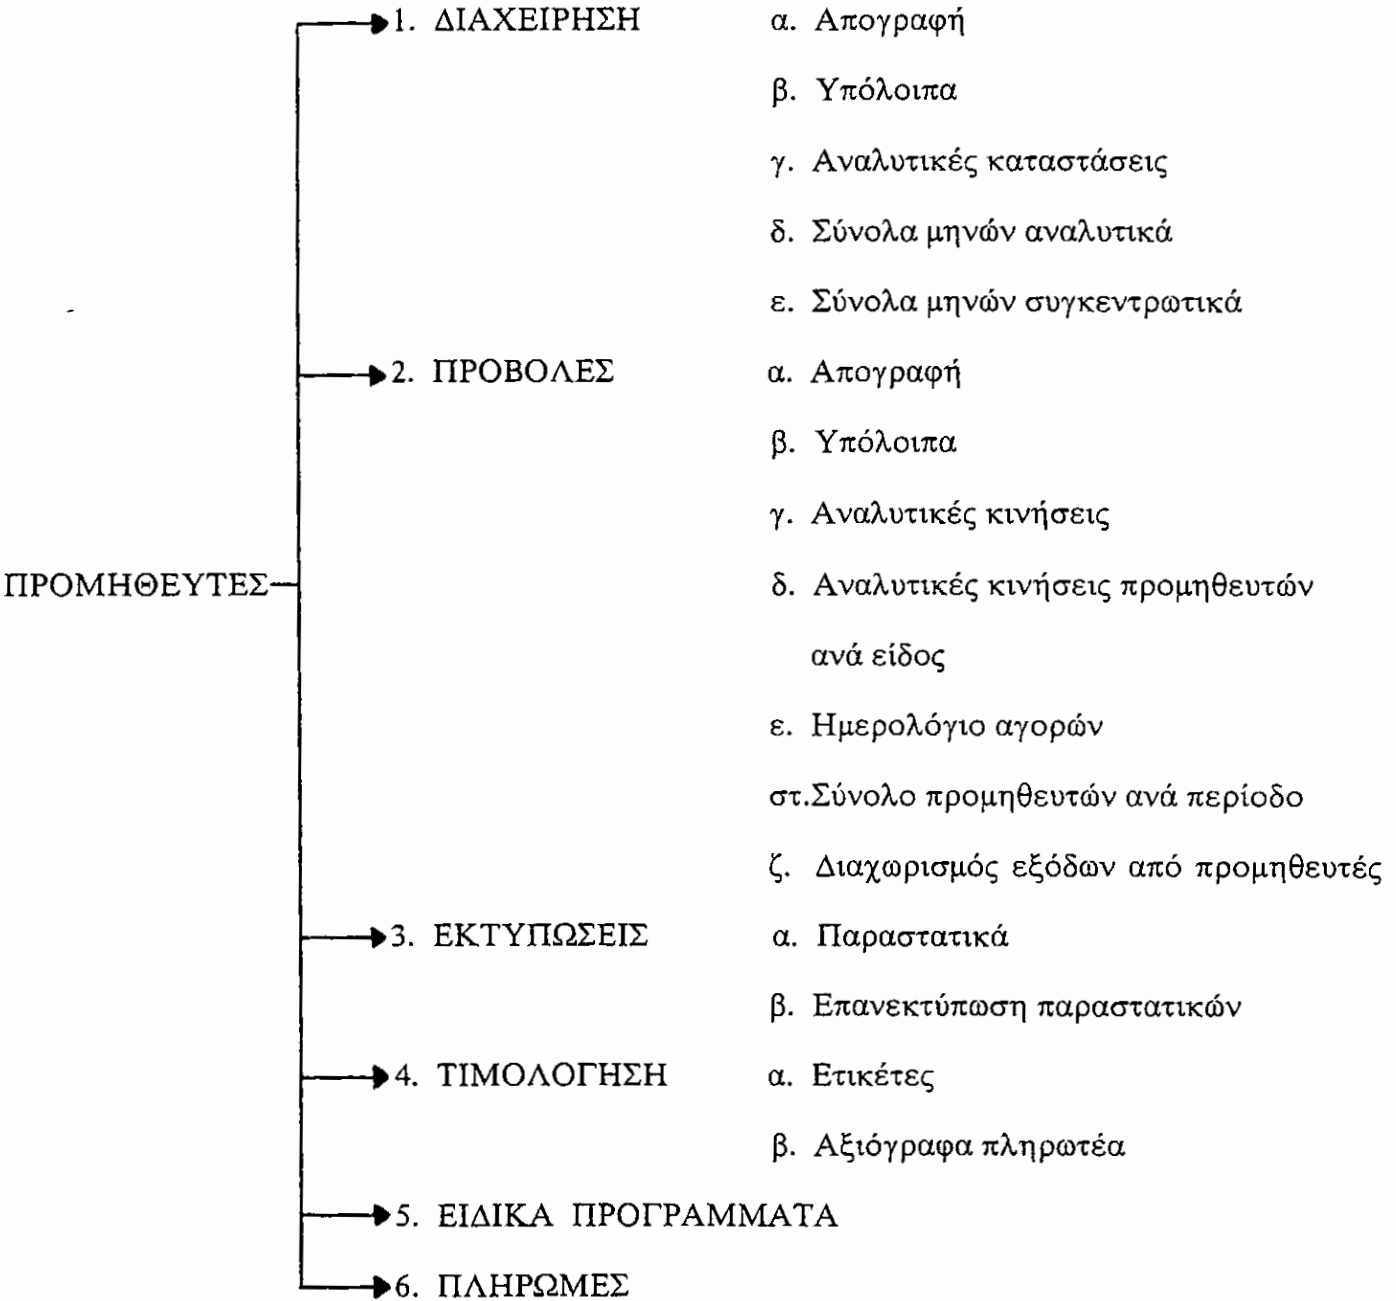 1. ΔΙΑΧΕΙΡΗΣΗ α. Απογραφή
β. Υπόλοιπα
γ. Αναλυτικές καταστάσεις
δ. Σύνολα μηνών αναλυτικά
ε. Σύνολα μηνών συγκεντρωτικά
2. ΠΡΟΒΟΛΕΣ α. Απογραφή
β. Υπόλοιπα
γ. Αναλυτικές κινήσεις
ΠΡΟΜΗΘΕΥΤΕΣ δ. Αναλυτικές κινήσεις προμηθευτών
ανά είδος
ε. Ημερολόγιο αγορών
στ.Σύνολο προμηθευτών ανά περίοδο
ζ. Διαχωρισμός εξόδων από προμηθευτές
3. ΕΚΤΥΠΩΣΕΙΣ α. Παραστατικά
β. Επανεκτύπωση παραστατικών
4. ΤΙΜΟΛΟΓΗΣΗ α. Ετικέτες
β. Αξιόγραφα πληρωτέα
5. ΕΙΔΙΚΑ ΠΡΟΓΡΑΜΜΑΤΑ
6. ΠΛΗΡΩΜΕΣ